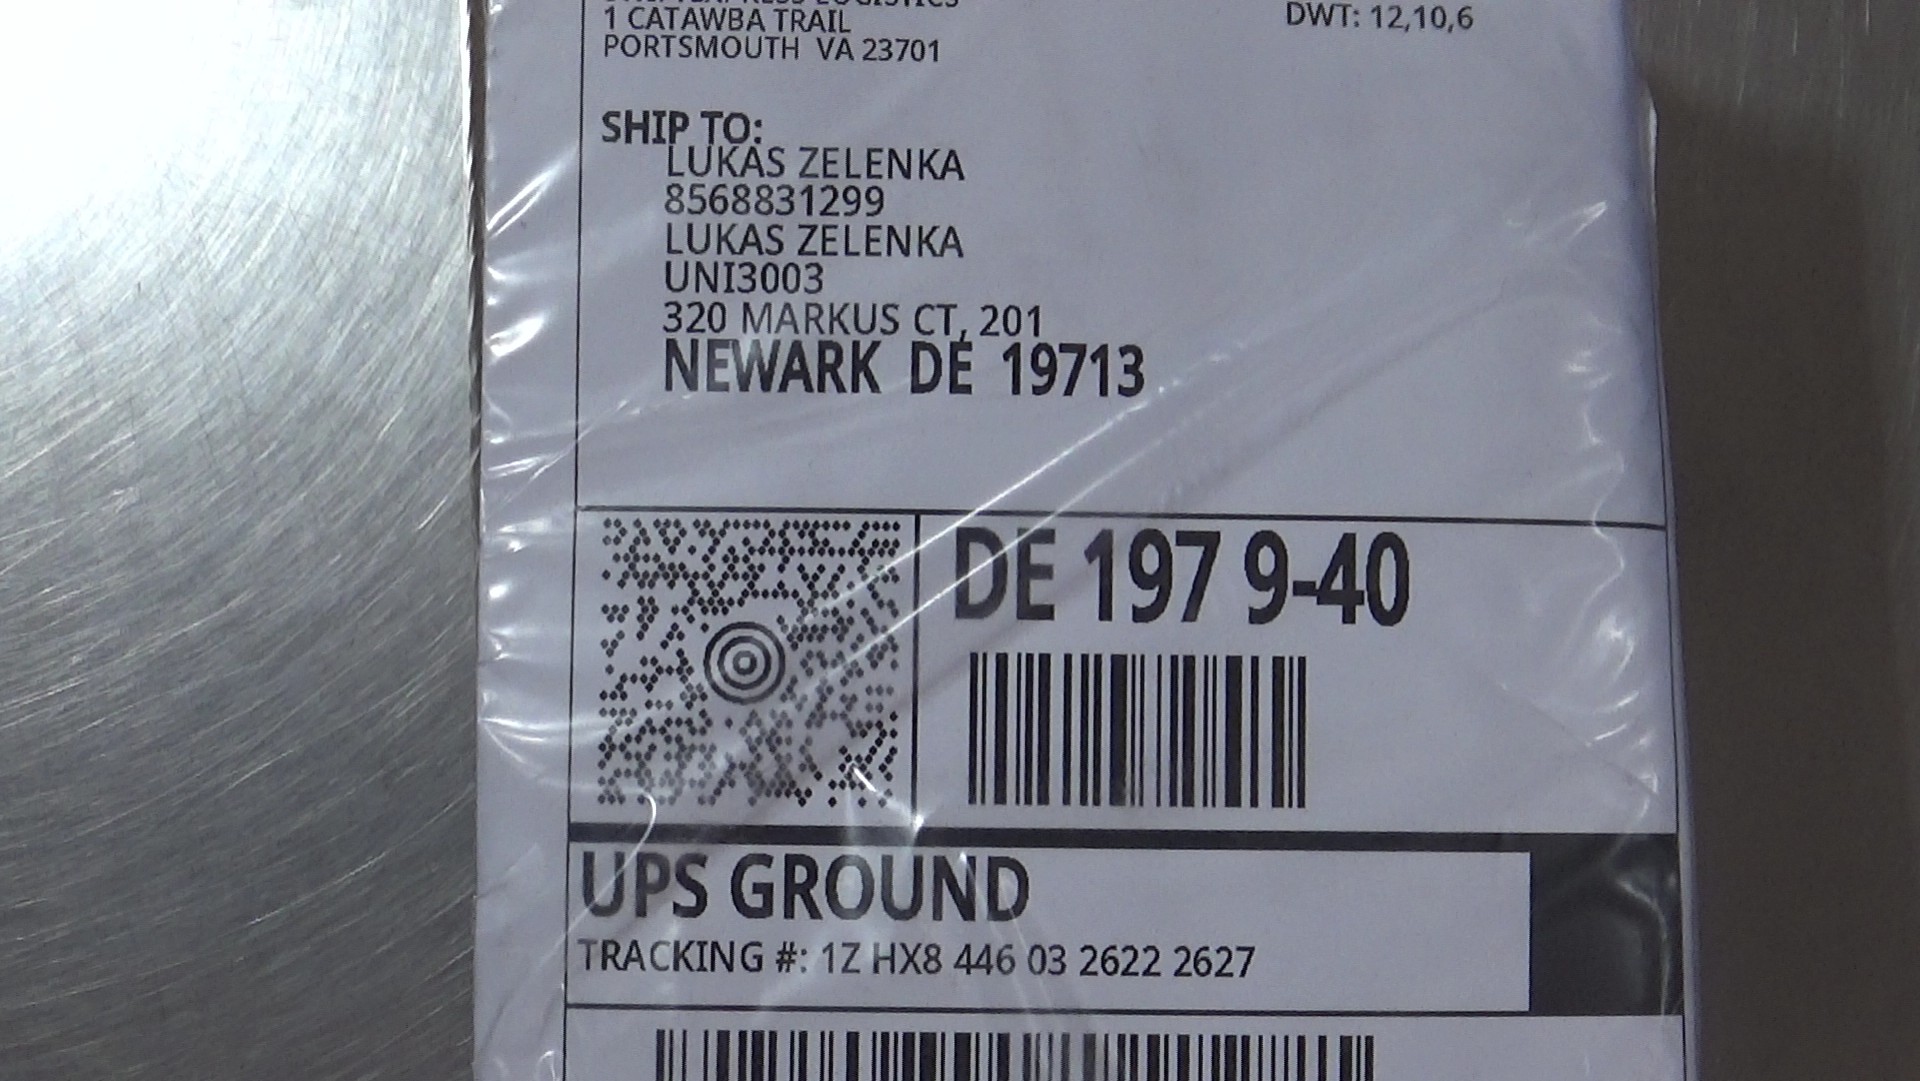 1 CATAWBA TRAIL
PORTSMOUTH VA 23701
DWT: 12,10,6
SHIP TO:
LUKAS ZELENKA
8568831299
LUKAS ZELENKA
UNI3003
320 MARKUS CT, 201
NEWARK DE 19713
DE 197 9-40
UPS GROUND
TRACKING #: 1Z HX8 446 03 2622 2627